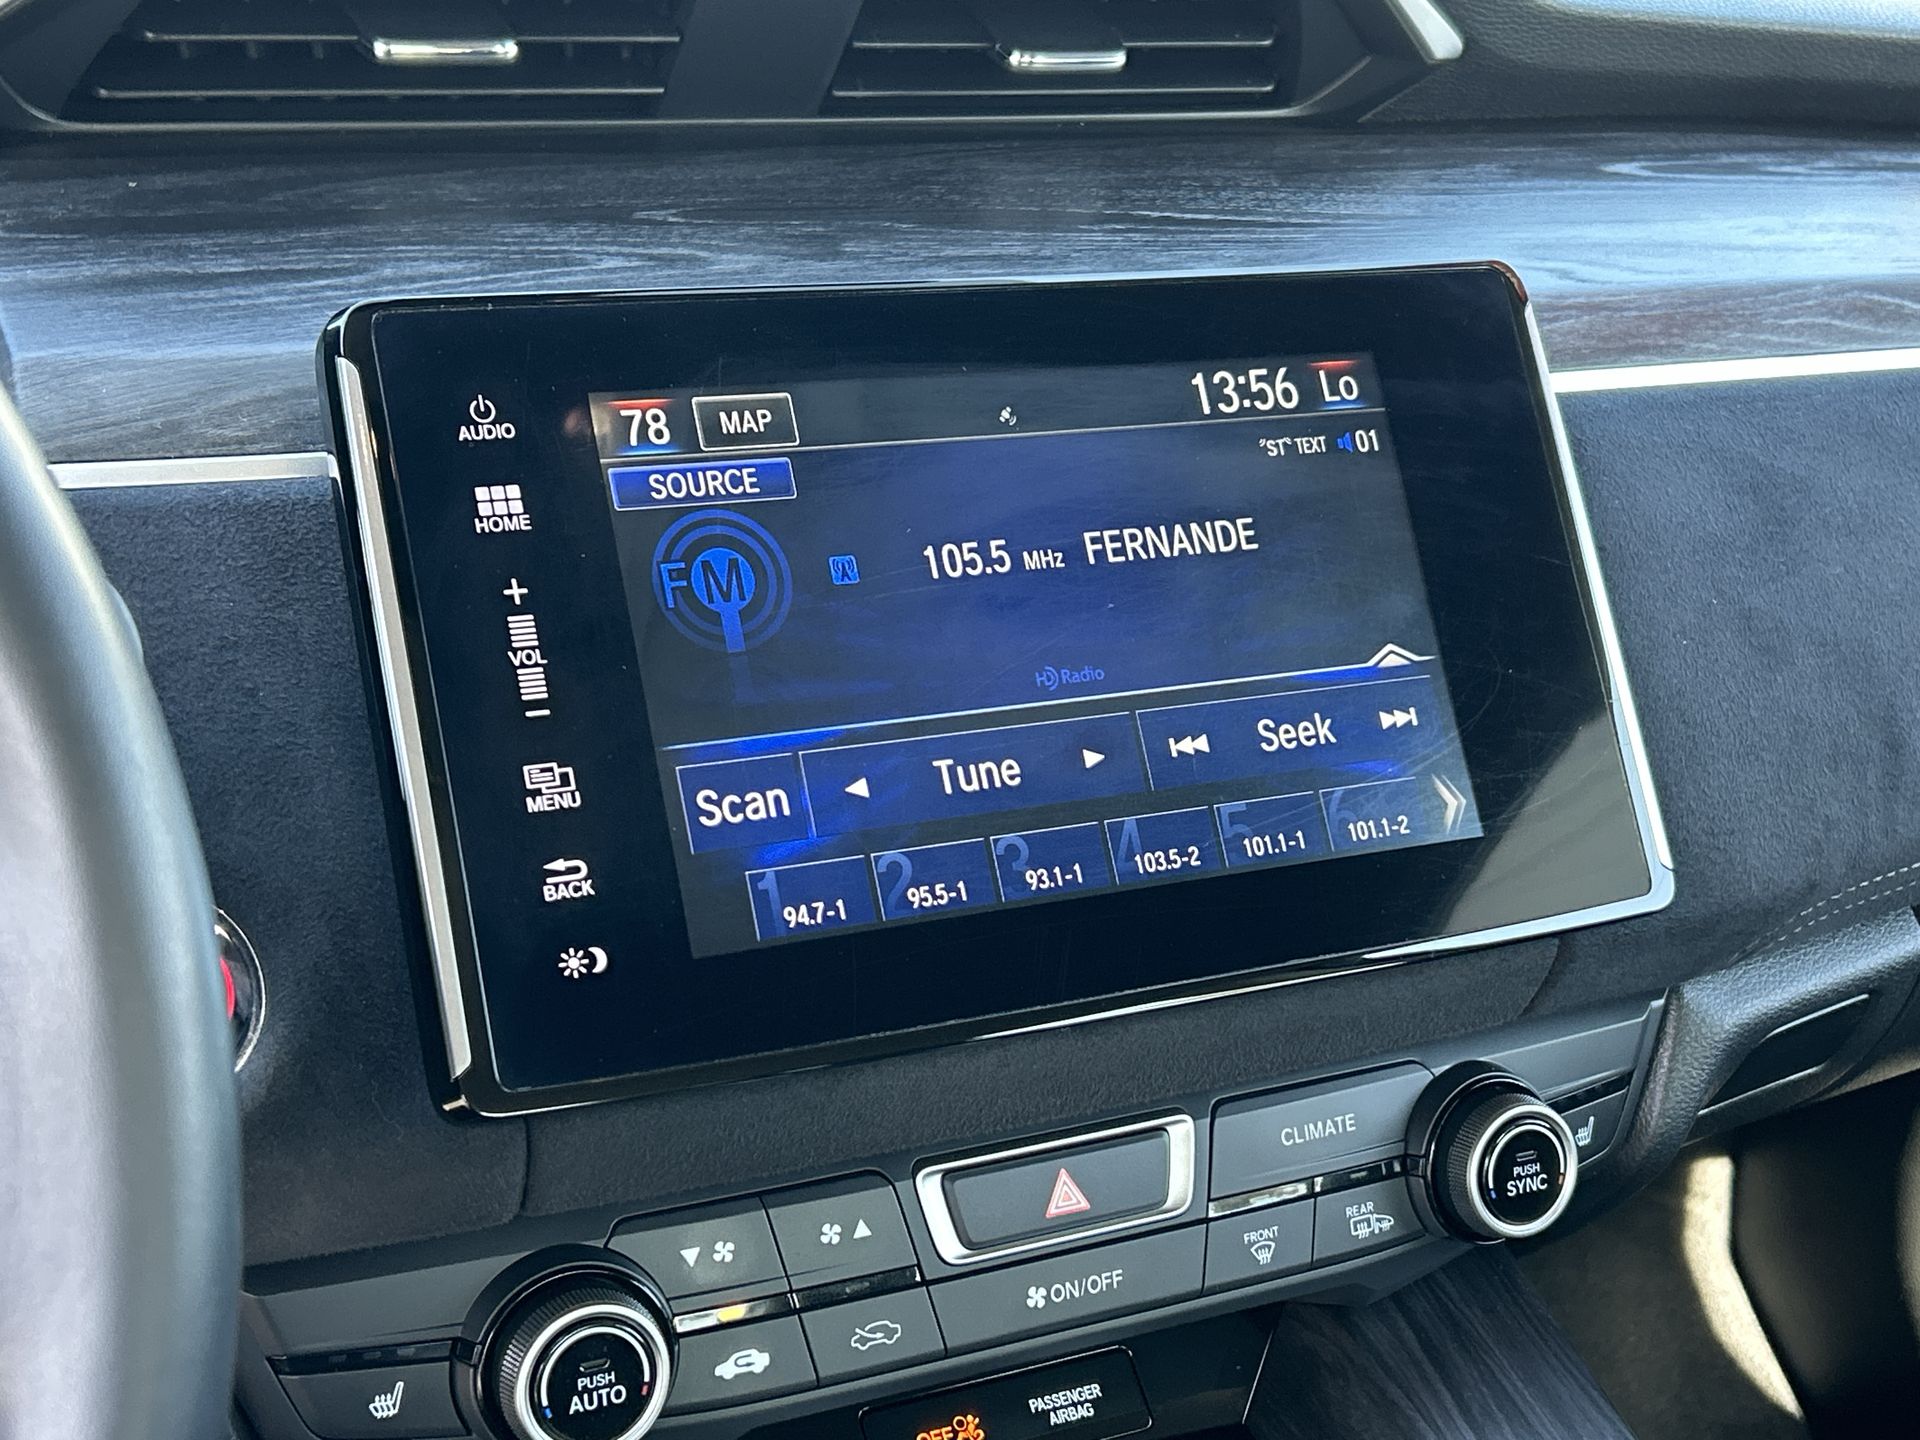 78 MAP 13:56 Lo
AUDIO
SOURCE "ST" TEXT 01
HOME
FM 105.5 MHz FERNANDE
+
VOL
−
HD Radio
MENU
Scan Tune Seek
BACK
1 94.7-1 2 95.5-1 3 93.1-1 4 103.5-2 5 101.1-1 6 101.1-2
CLIMATE
PUSH
SYNC
FRONT REAR
ON/OFF
PUSH
AUTO
PASSENGER
AIRBAG
OFF